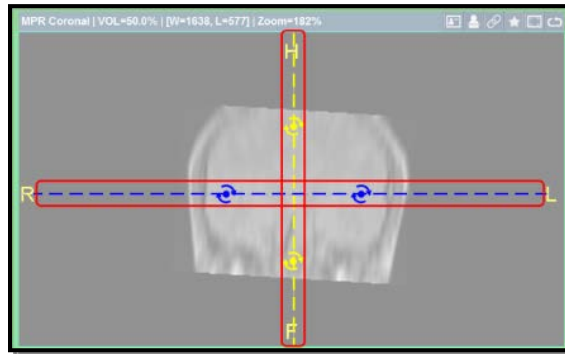 MPR Coronal | VOL=50.0% | [W=1638, L=577] | Zoom=182%
H
R L
F